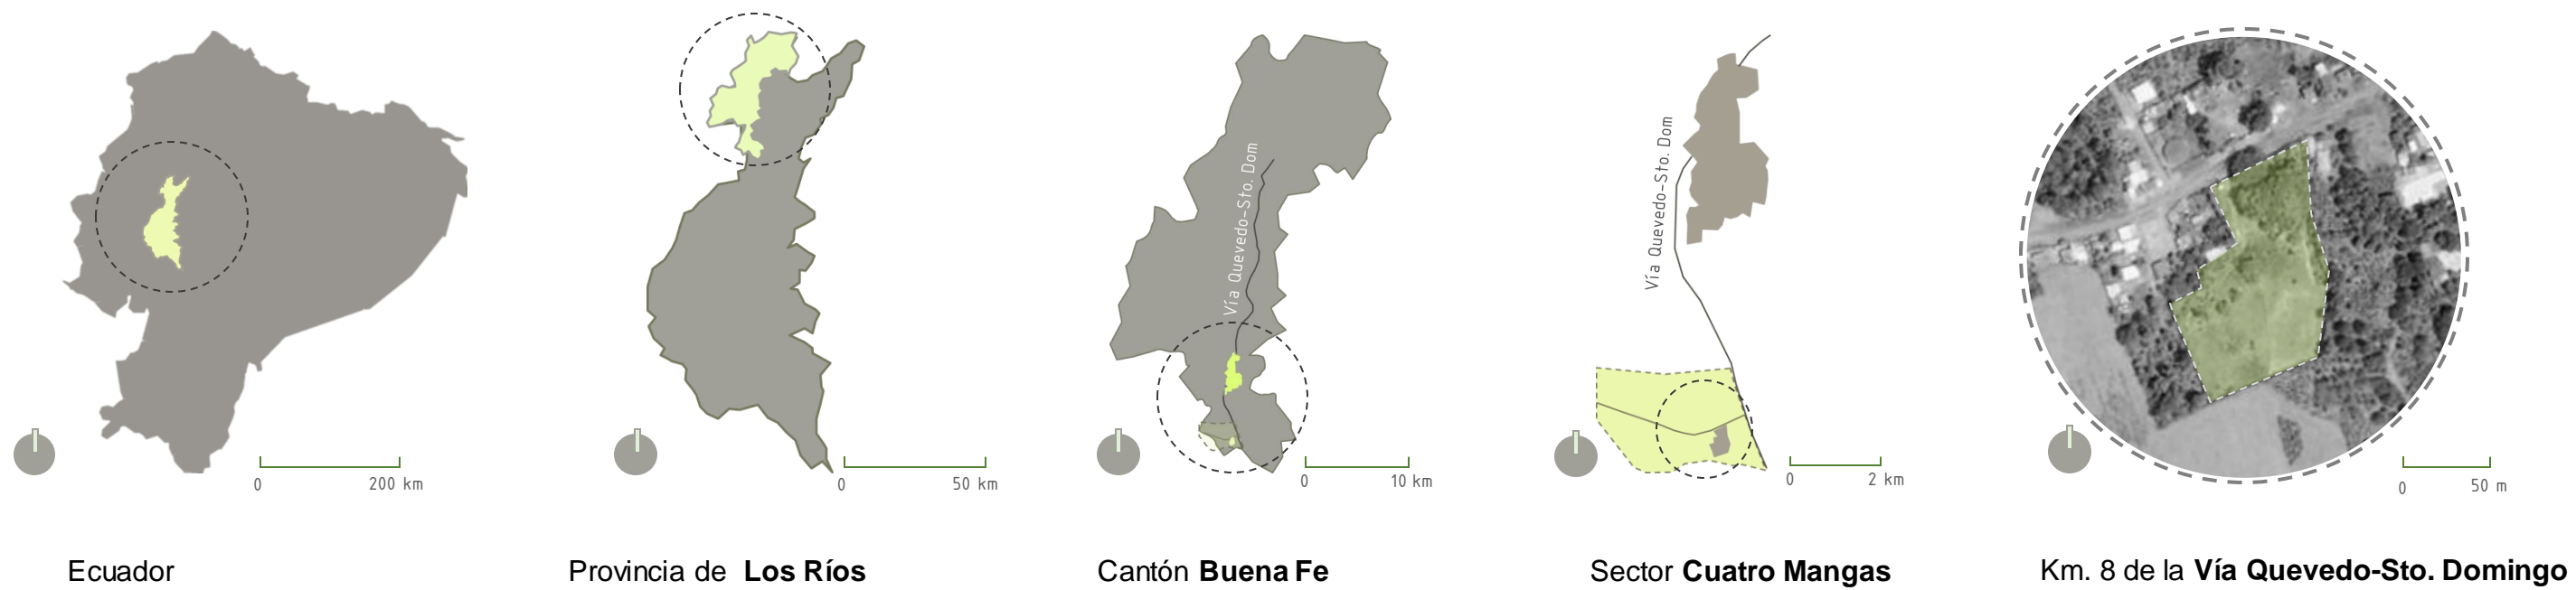 Vía Quevedo-Sto. Dom
Vía Quevedo-Sto. Dom
0 200 km
0 50 km
0 10 km
0 2 km
0 50 m
Ecuador
Provincia de Los Ríos
Cantón Buena Fe
Sector Cuatro Mangas
Km. 8 de la Vía Quevedo-Sto. Domingo